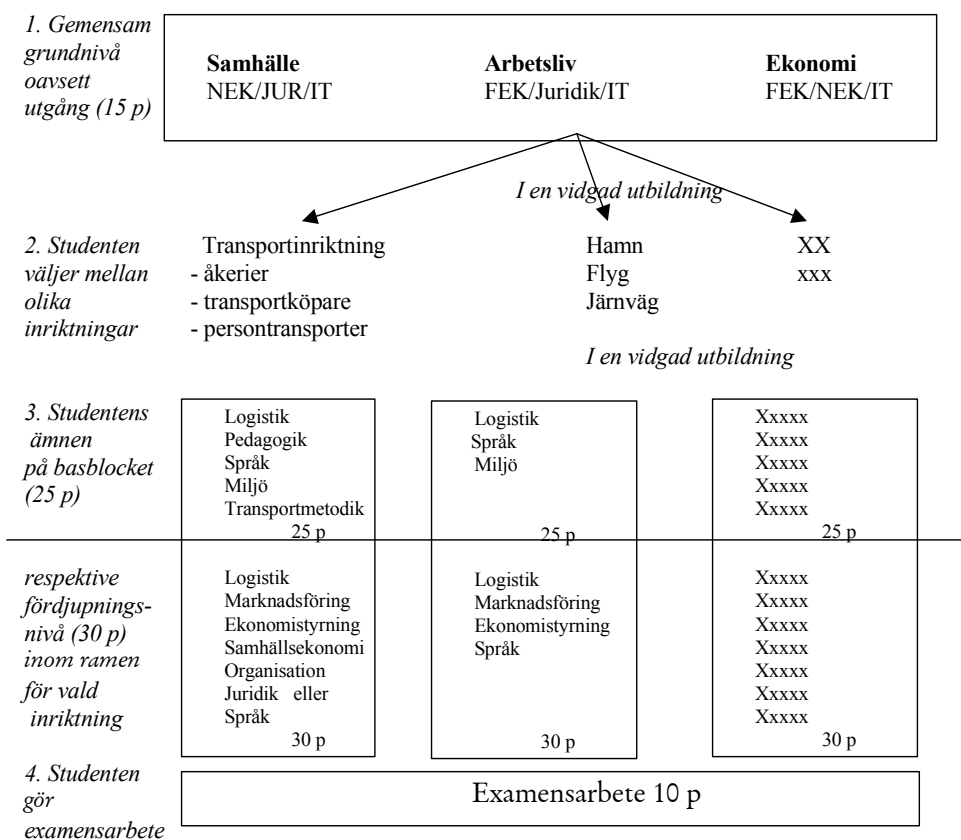 1. Gemensam
grundnivå
oavsett
utgång (15 p)
Samhälle
NEK/JUR/IT
Arbetsliv
FEK/Juridik/IT
Ekonomi
FEK/NEK/IT
I en vidgad utbildning
2. Studenten
väljer mellan
olika
inriktningar
Transportinriktning
- åkerier
- transportköpare
- persontransporter
Hamn
Flyg
Järnväg
XX
xxx
I en vidgad utbildning
3. Studentens
ämnen
på basblocket
(25 p)
Logistik
Pedagogik
Språk
Miljö
Transportmetodik
25 p
Logistik
Språk
Miljö
25 p
Xxxxx
Xxxxx
Xxxxx
Xxxxx
Xxxxx
25 p
respektive
fördjupnings-
nivå (30 p)
inom ramen
för vald
inriktning
Logistik
Marknadsföring
Ekonomistyrning
Samhällsekonomi
Organisation
Juridik eller
Språk
30 p
Logistik
Marknadsföring
Ekonomistyrning
Språk
30 p
Xxxxx
Xxxxx
Xxxxx
Xxxxx
Xxxxx
Xxxxx
Xxxxx
30 p
4. Studenten
gör
examensarbete
Examensarbete 10 p